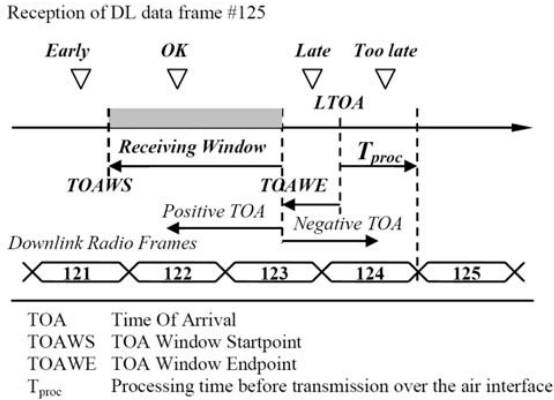 Reception of DL data frame #125
Early OK Late Too late
LTOA
Receiving Window Tproc
TOAWS TOAWE
Positive TOA Negative TOA
Downlink Radio Frames
121 122 123 124 125
TOA Time Of Arrival
TOAWS TOA Window Startpoint
TOAWE TOA Window Endpoint
Tproc Processing time before transmission over the air interface